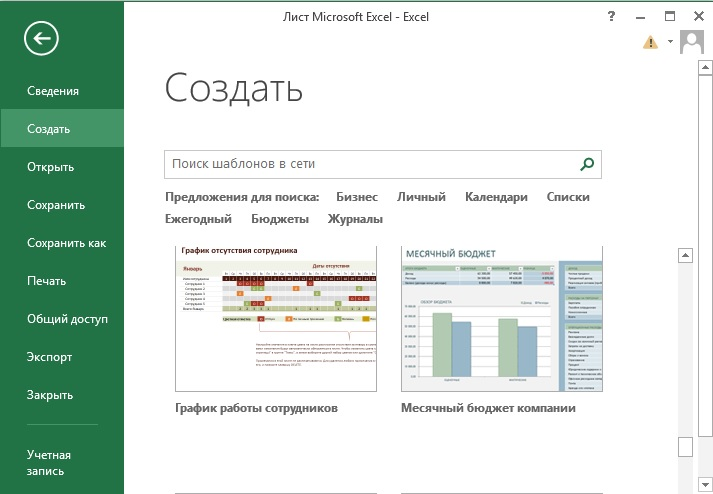 Лист Microsoft Excel - Excel
?
Сведения
Создать
Открыть
Сохранить
Сохранить как
Печать
Общий доступ
Экспорт
Закрыть
Учетная
запись
Создать
Поиск шаблонов в сети
Предложения для поиска: Бизнес Личный Календари Списки
Ежегодный Бюджеты Журналы
График отсутствия сотрудника
Январь
Даты отсутствия
График работы сотрудников
МЕСЯЧНЫЙ БЮДЖЕТ
ОБЗОР БЮДЖЕТА
Месячный бюджет компании